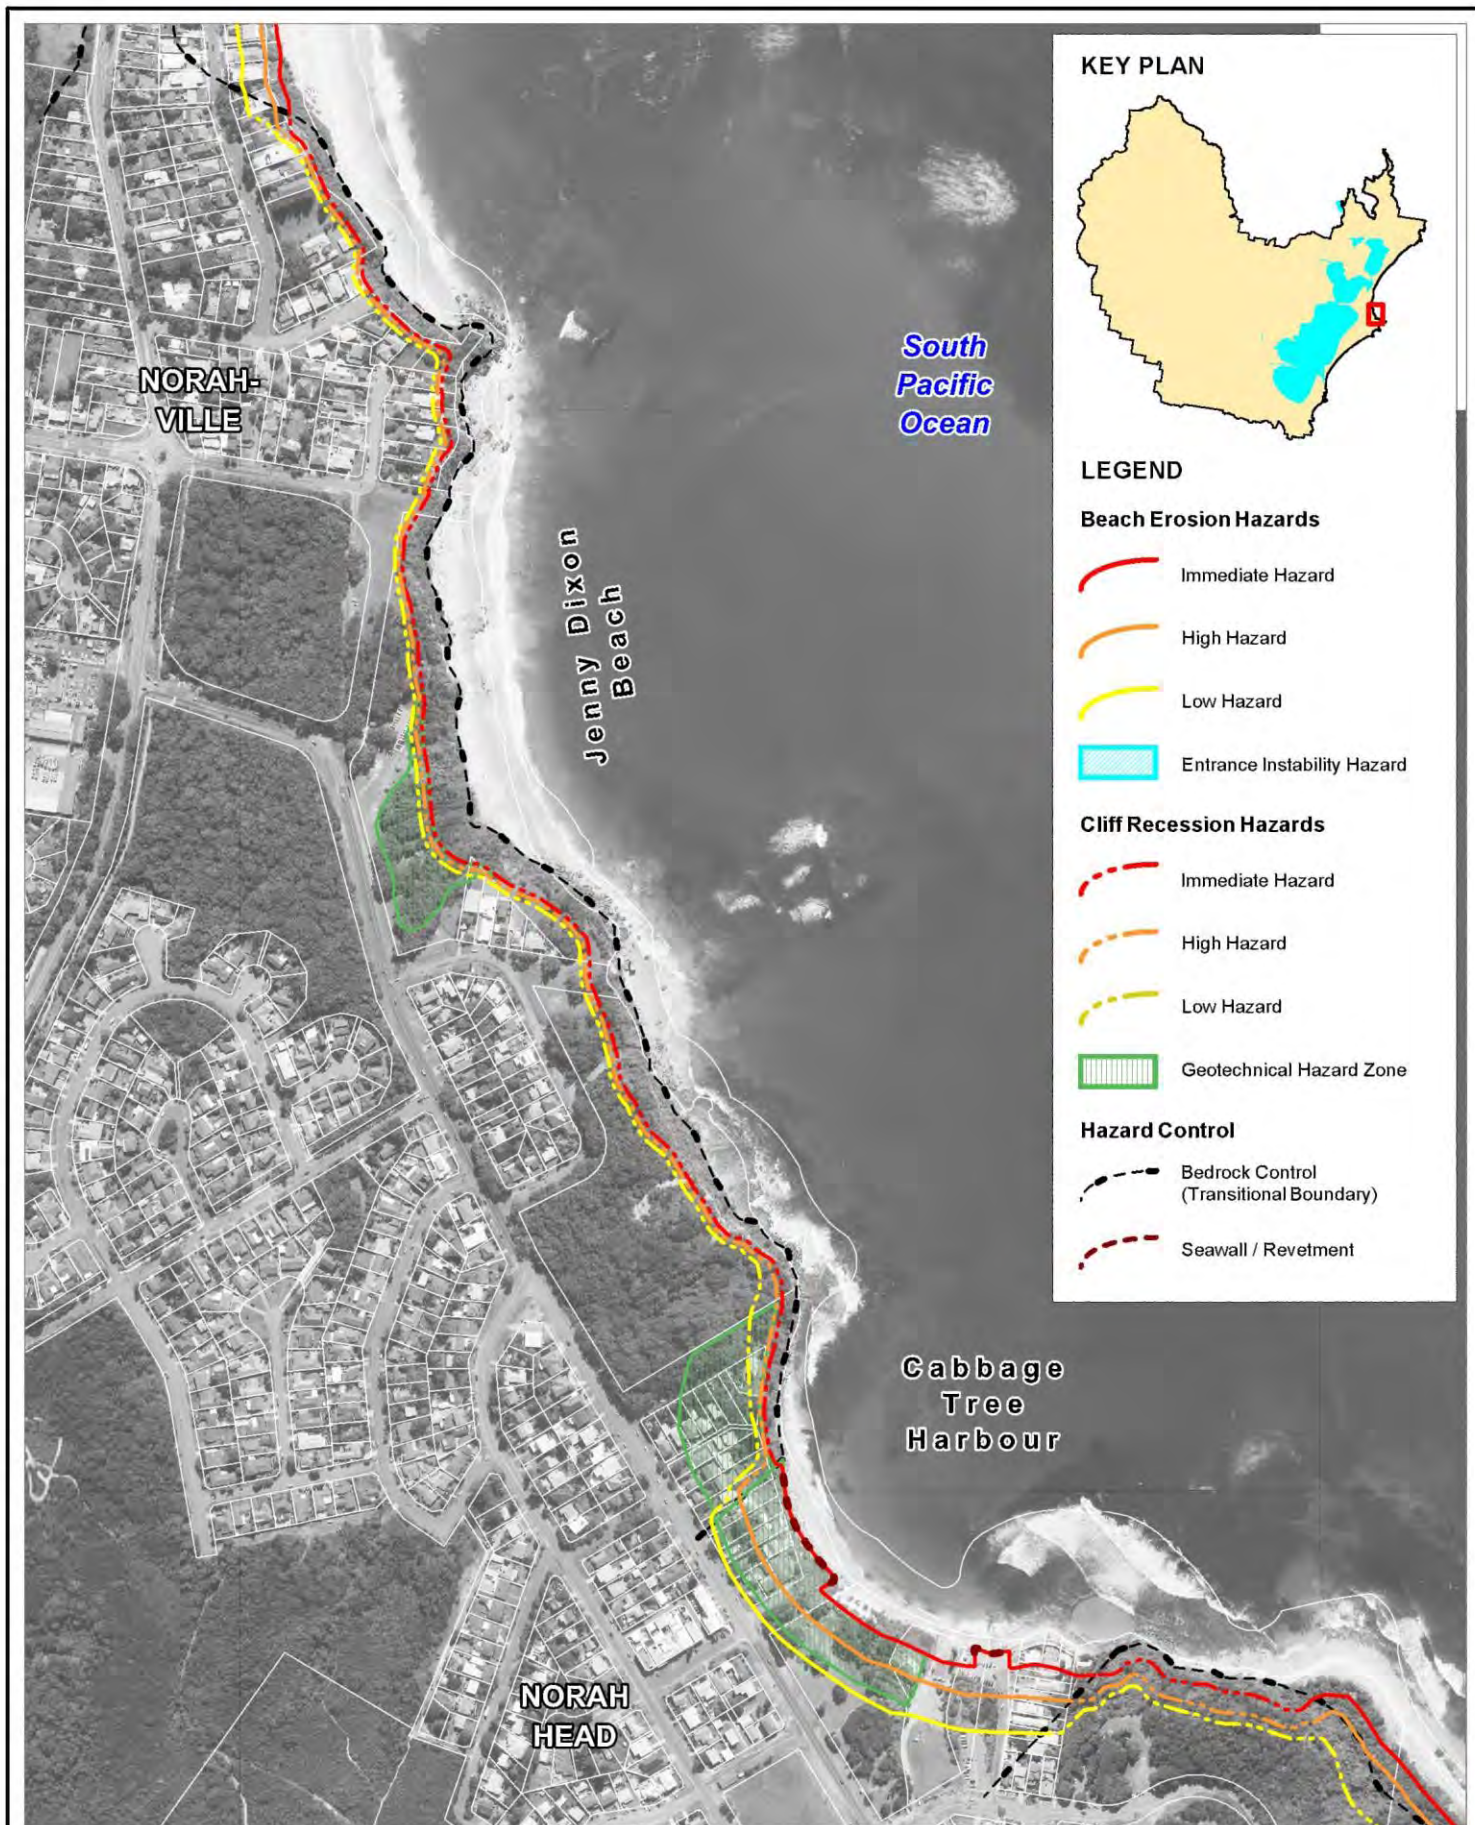 KEY PLAN
South
Pacific
Ocean
NORAH-
VILLE
Jenny Dixon
Beach
LEGEND
Beach Erosion Hazards
Immediate Hazard
High Hazard
Low Hazard
Entrance Instability Hazard
Cliff Recession Hazards
Immediate Hazard
High Hazard
Low Hazard
Geotechnical Hazard Zone
Hazard Control
Bedrock Control
(Transitional Boundary)
Seawall / Revetment
Cabbage
Tree
Harbour
NORAH
HEAD